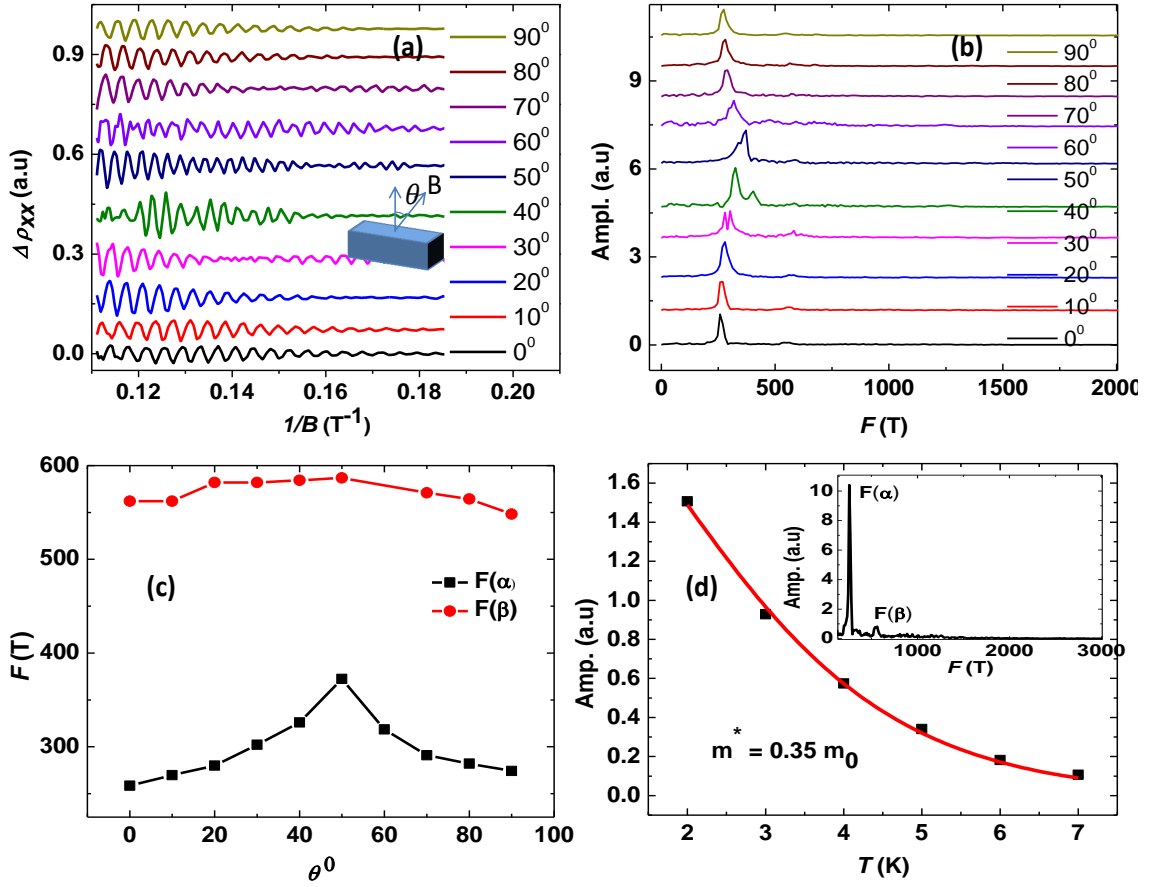 (a)
0.9
0.6
0.3
0.0
Δρxx (a.u)
90⁰
80⁰
70⁰
60⁰
50⁰
40⁰
30⁰
20⁰
10⁰
0⁰
θ B
0.12 0.14 0.16 0.18 0.20
1/B (T⁻¹)
(b)
9
6
3
0
Ampl. (a.u)
90⁰
80⁰
70⁰
60⁰
50⁰
40⁰
30⁰
20⁰
10⁰
0⁰
0 500 1000 1500 2000
F (T)
600
500
400
300
F (T)
(c)
F(α)
F(β)
0 20 40 60 80 100
θ⁰
1.6
1.4
1.2
1.0
0.8
0.6
0.4
0.2
0.0
Amp. (a.u)
(d)
m* = 0.35 m₀
2 3 4 5 6 7
T (K)
10
8
6
4
2
0
Amp. (a.u)
F(α)
F(β)
1000 2000 3000
F (T)